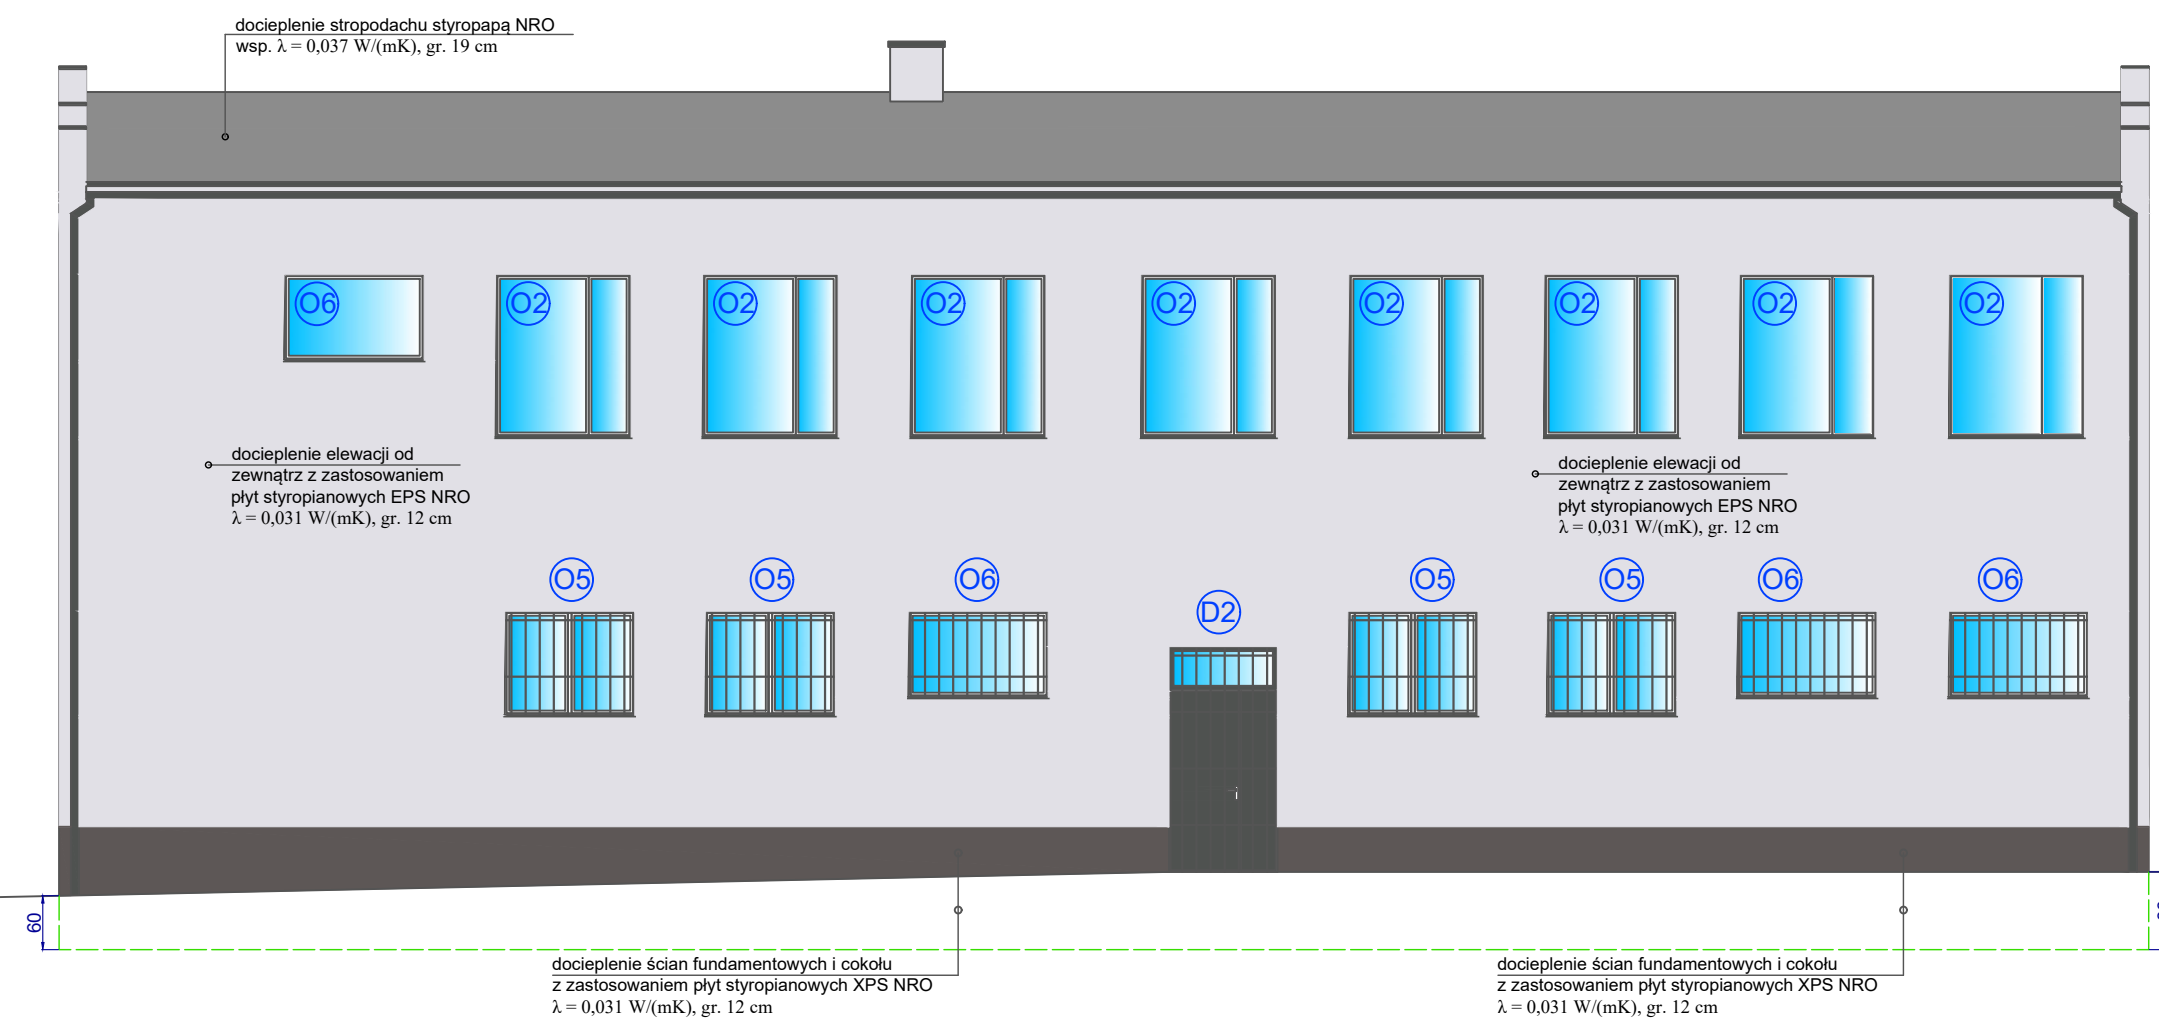 docieplenie stropodachu styropapą NRO
wsp. λ = 0,037 W/(mK), gr. 19 cm
O6 O2 O2 O2 O2 O2 O2 O2 O2
docieplenie elewacji od
zewnątrz z zastosowaniem
płyt styropianowych EPS NRO
λ = 0,031 W/(mK), gr. 12 cm
docieplenie elewacji od
zewnątrz z zastosowaniem
płyt styropianowych EPS NRO
λ = 0,031 W/(mK), gr. 12 cm
O5 O5 O6 D2 O5 O5 O6 O6
60
docieplenie ścian fundamentowych i cokołu
z zastosowaniem płyt styropianowych XPS NRO
λ = 0,031 W/(mK), gr. 12 cm
docieplenie ścian fundamentowych i cokołu
z zastosowaniem płyt styropianowych XPS NRO
λ = 0,031 W/(mK), gr. 12 cm